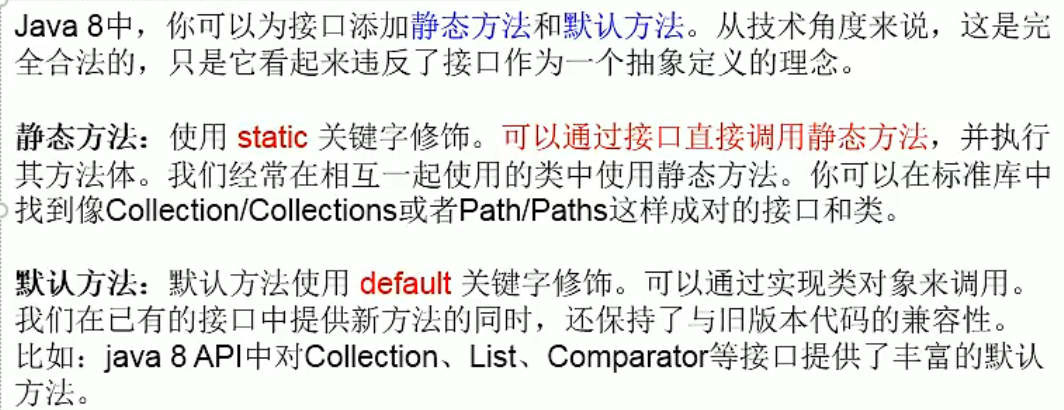 Java 8中，你可以为接口添加静态方法和默认方法。从技术角度来说，这是完
全合法的，只是它看起来违反了接口作为一个抽象定义的理念。
静态方法：使用 static 关键字修饰。可以通过接口直接调用静态方法，并执行
其方法体。我们经常在相互一起使用的类中使用静态方法。你可以在标准库中
找到像Collection/Collections或者Path/Paths这样成对的接口和类。
默认方法：默认方法使用 default 关键字修饰。可以通过实现类对象来调用。
我们在已有的接口中提供新方法的同时，还保持了与旧版本代码的兼容性。
比如：java 8 API中对Collection、List、Comparator等接口提供了丰富的默认
方法。